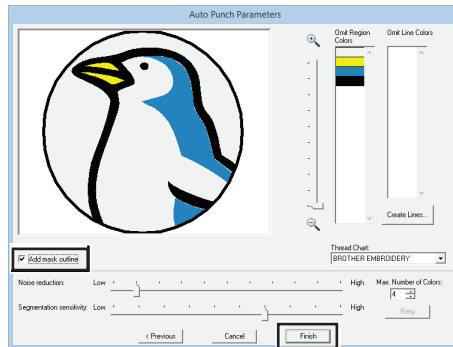 Auto Punch Parameters
Omit Region Colors
Omit Line Colors
Create Lines...
Thread Chart:
BROTHER EMBROIDERY
Add mask outline
Noise reduction: Low High
Max. Number of Colors:
4
Segmentation sensitivity: Low High
Retry
< Previous Cancel Finish